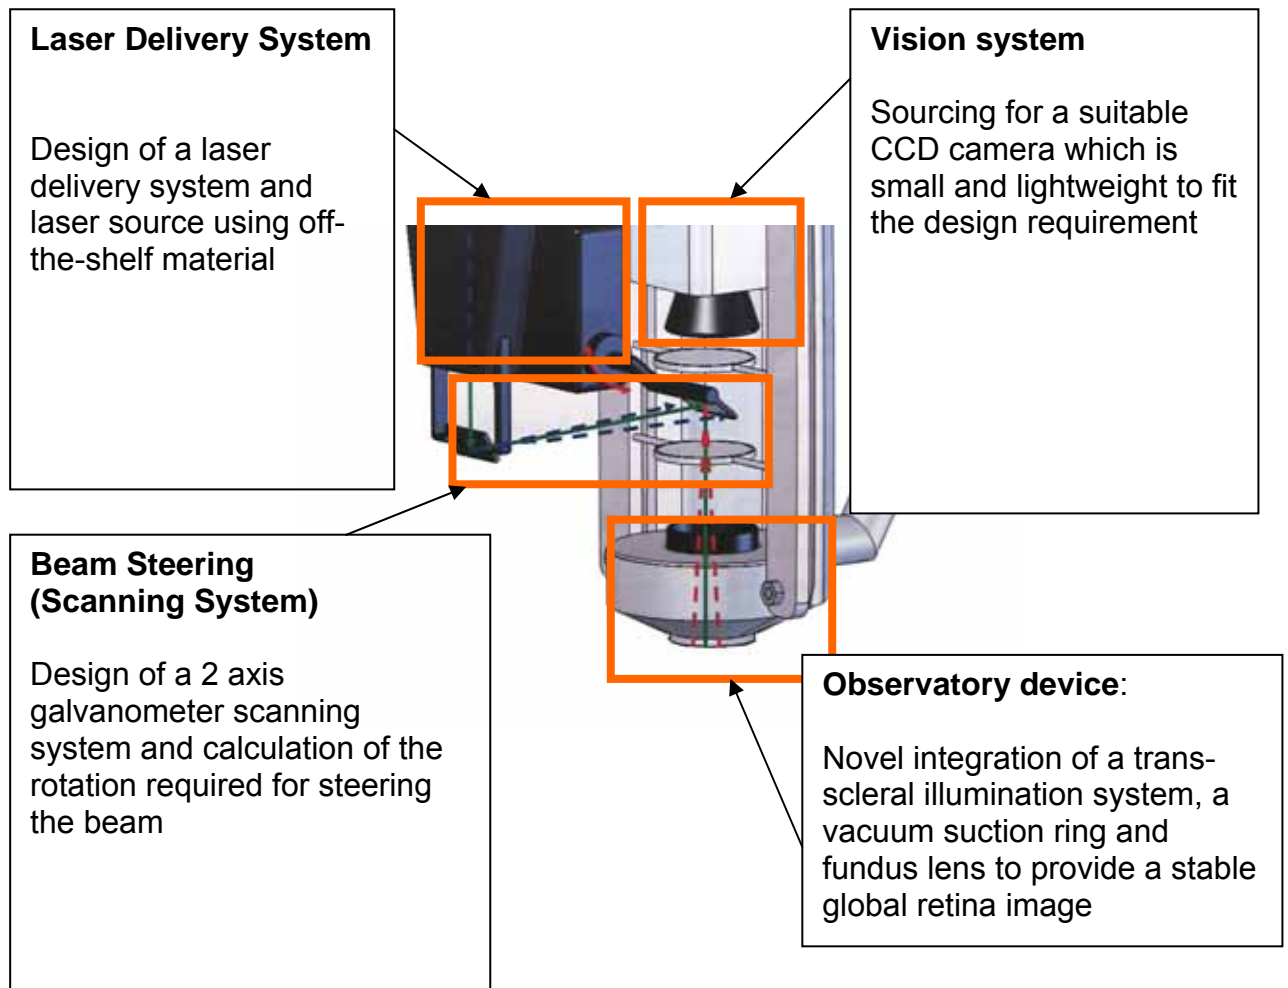 Laser Delivery System
Design of a laser
delivery system and
laser source using off-
the-shelf material
Vision system
Sourcing for a suitable
CCD camera which is
small and lightweight to fit
the design requirement
Beam Steering
(Scanning System)
Design of a 2 axis
galvanometer scanning
system and calculation of the
rotation required for steering
the beam
Observatory device:
Novel integration of a trans-
scleral illumination system, a
vacuum suction ring and
fundus lens to provide a stable
global retina image